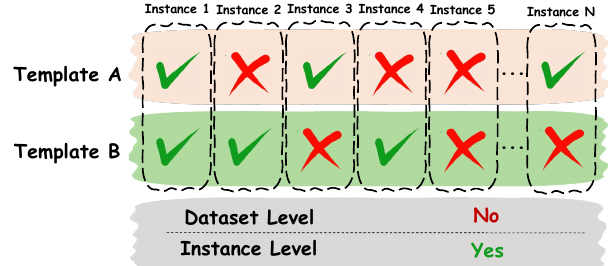 Instance 1 Instance 2 Instance 3 Instance 4 Instance 5 Instance N
Template A ...
Template B ...
Dataset Level No
Instance Level Yes